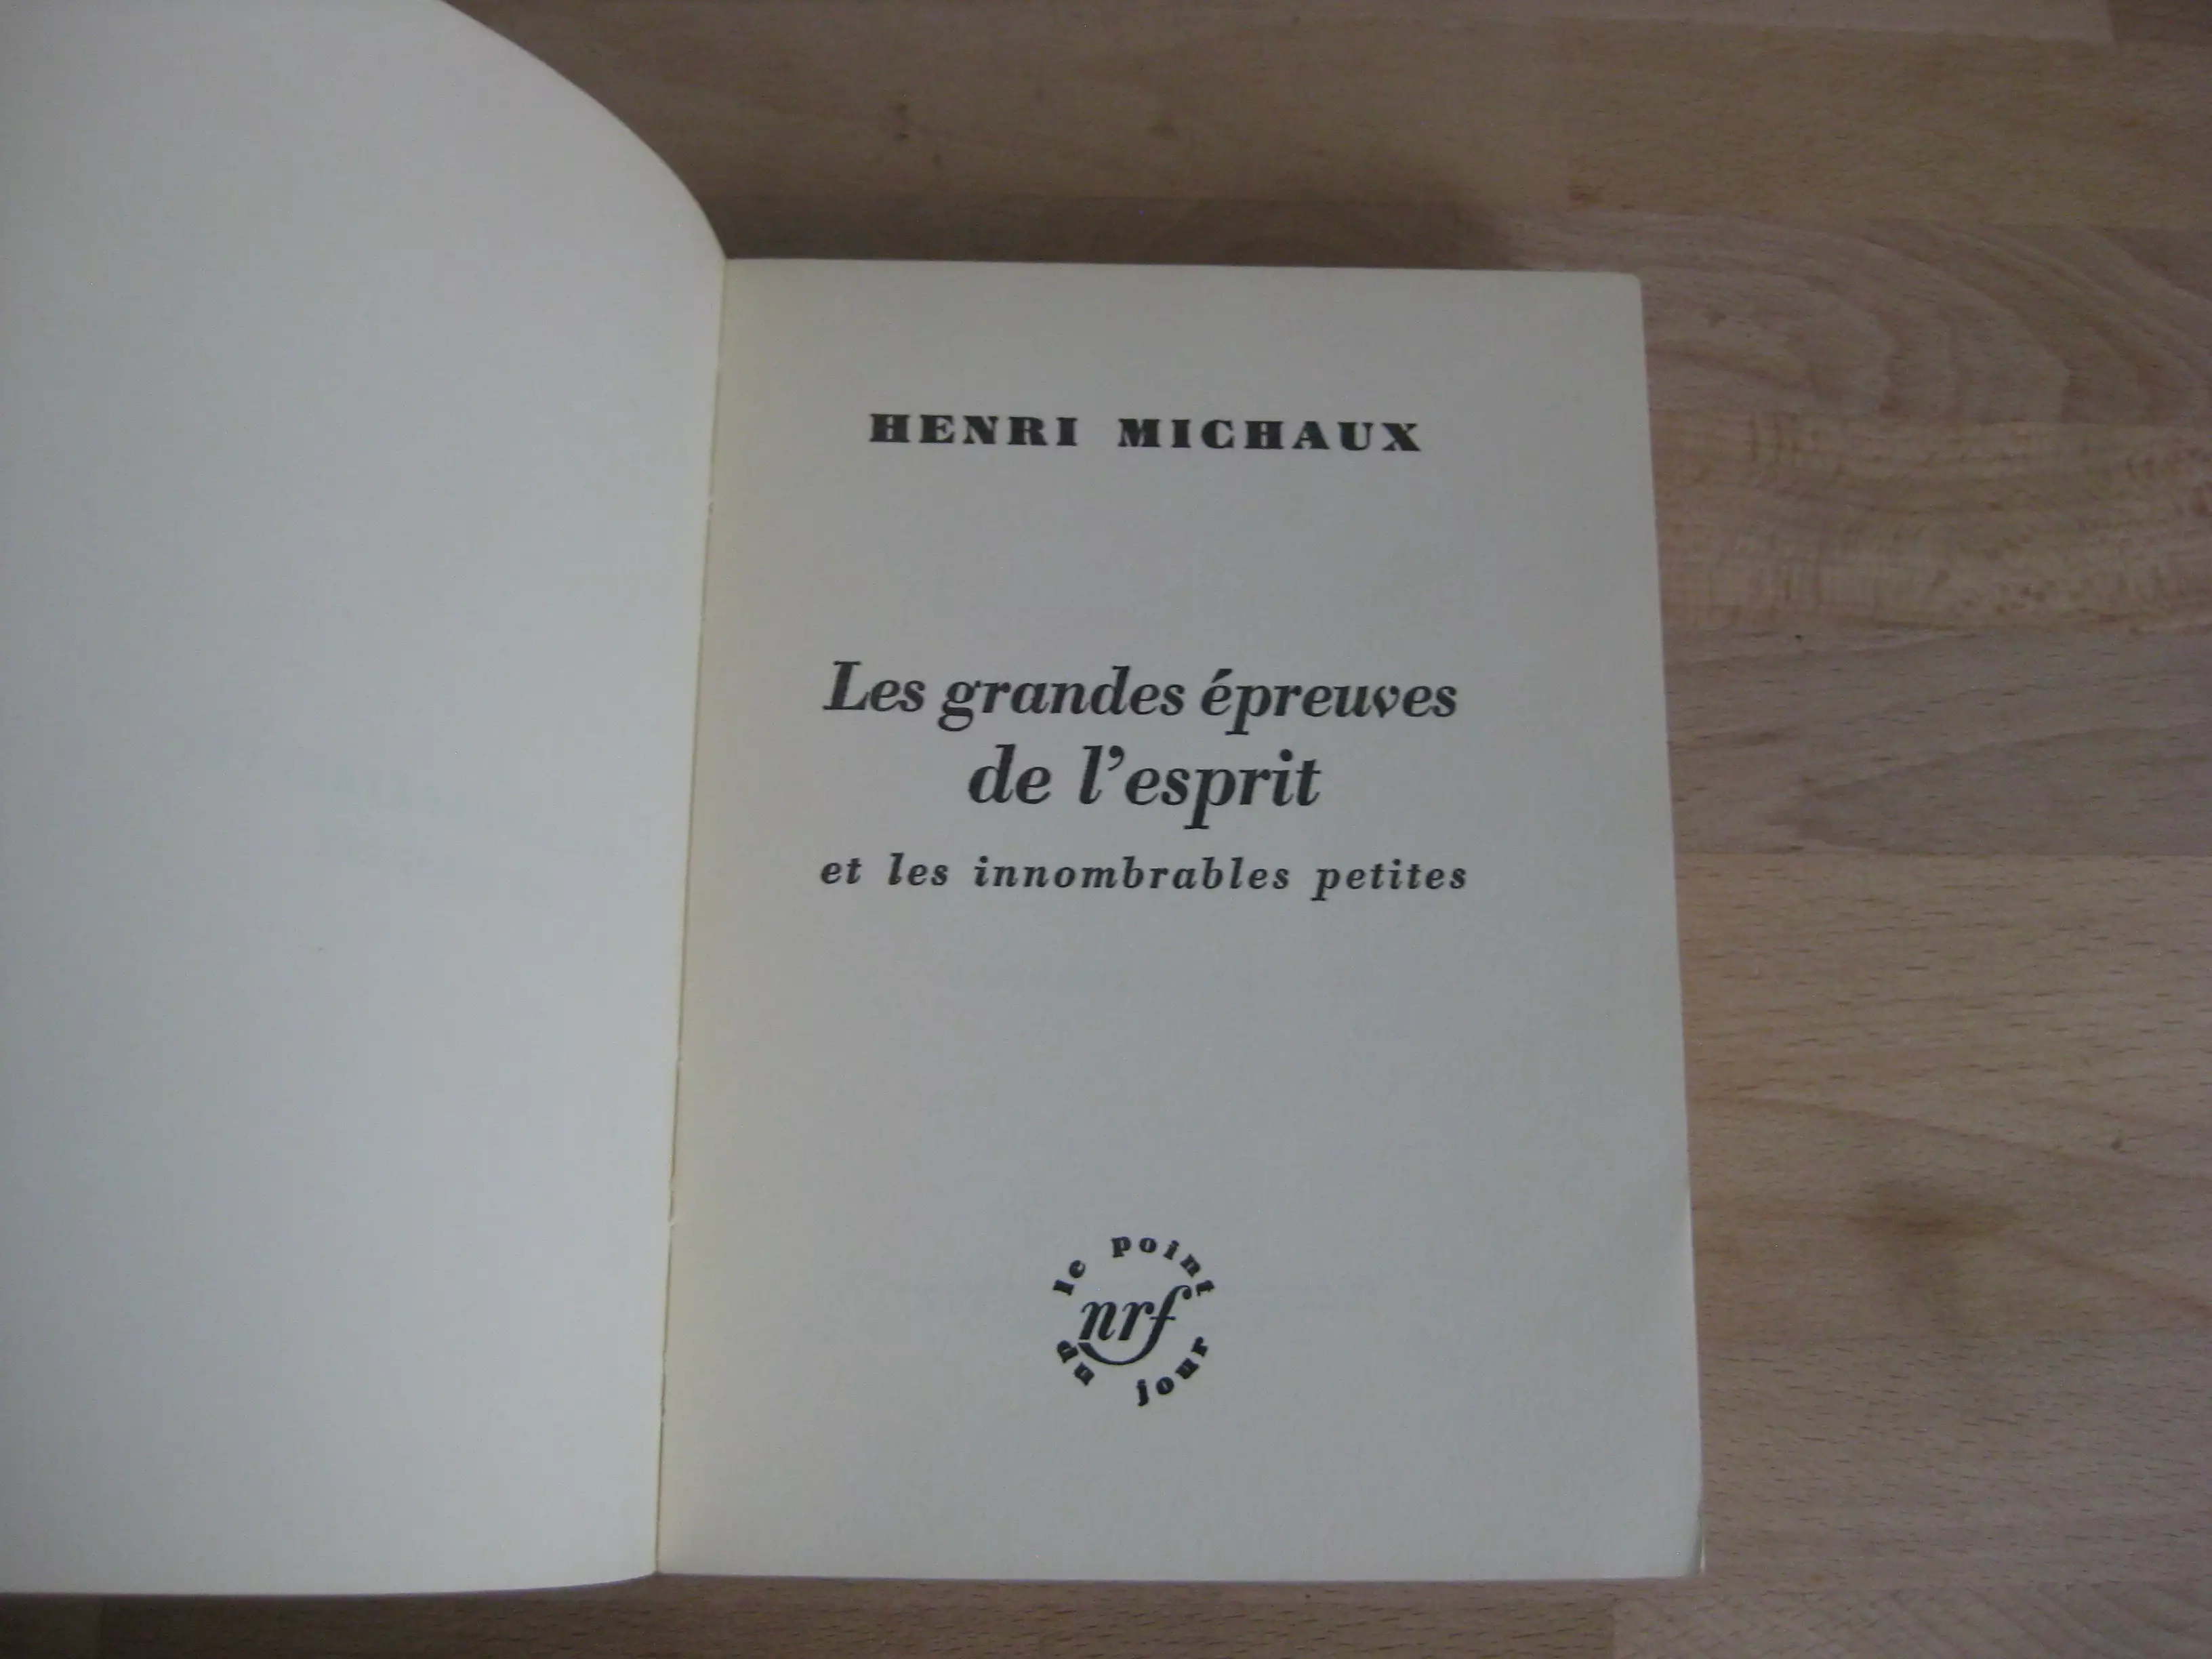 HENRI MICHAUX
Les grandes épreuves
de l'esprit
et les innombrables petites
le point
nrf
du jour